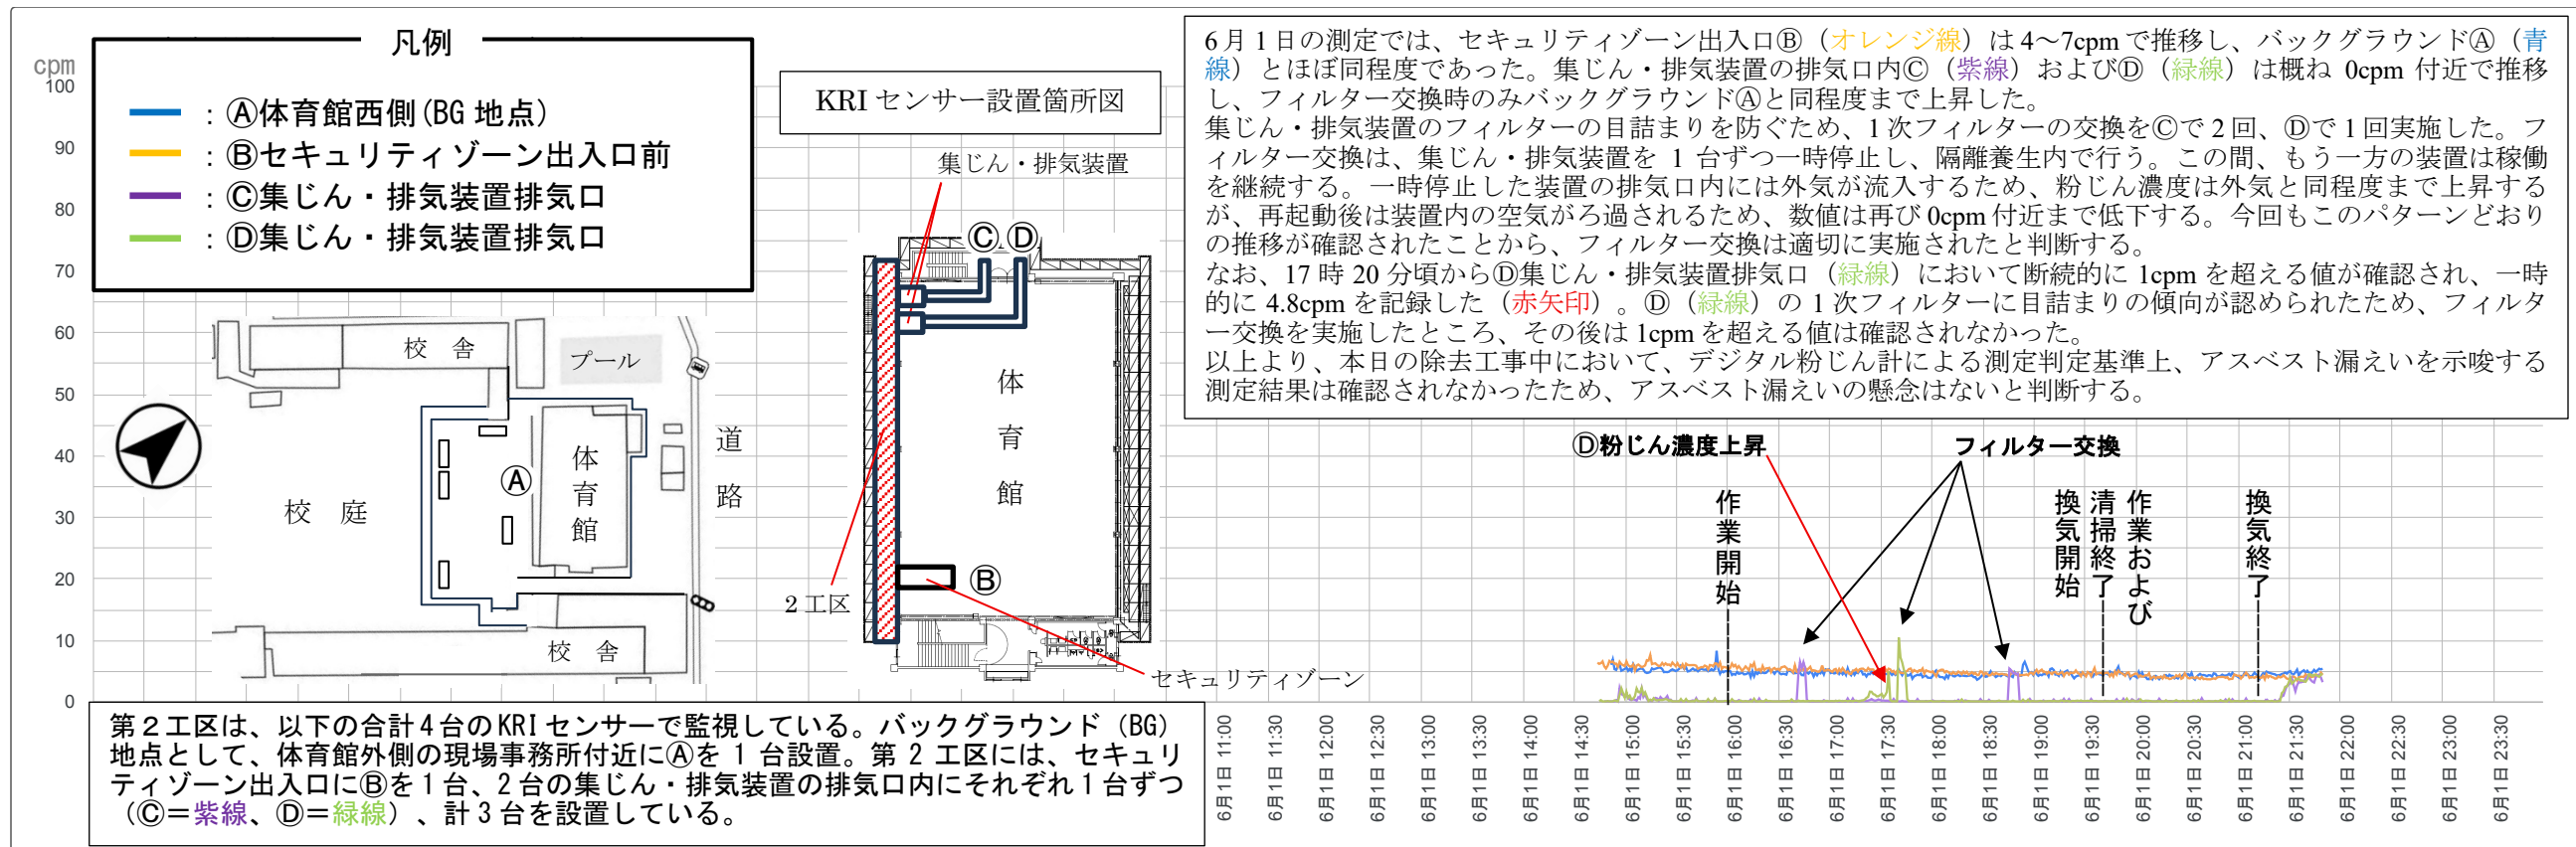 凡例
cpm
100
90
80
70
60
50
40
30
20
10
0
：Ⓐ体育館西側(BG 地点)
：Ⓑセキュリティゾーン出入口前
：Ⓒ集じん・排気装置排気口
：Ⓓ集じん・排気装置排気口
校 舎
プール
校 庭
Ⓐ
体育館
道路
校 舎
KRI センサー設置箇所図
集じん・排気装置
Ⓒ Ⓓ
体育館
Ⓑ
2 工区
セキュリティゾーン
6 月 1 日の測定では、セキュリティゾーン出入口Ⓑ（オレンジ線）は 4～7cpm で推移し、バックグラウンドⒶ（青
線）とほぼ同程度であった。集じん・排気装置の排気口内Ⓒ（紫線）およびⒹ（緑線）は概ね 0cpm 付近で推移
し、フィルター交換時のみバックグラウンドⒶと同程度まで上昇した。
集じん・排気装置のフィルターの目詰まりを防ぐため、1 次フィルターの交換をⒸで 2 回、Ⓓで 1 回実施した。フ
ィルター交換は、集じん・排気装置を 1 台ずつ一時停止し、隔離養生内で行う。この間、もう一方の装置は稼働
を継続する。一時停止した装置の排気口内には外気が流入するため、粉じん濃度は外気と同程度まで上昇する
が、再起動後は装置内の空気がろ過されるため、数値は再び 0cpm 付近まで低下する。今回もこのパターンどおり
の推移が確認されたことから、フィルター交換は適切に実施されたと判断する。
なお、17 時 20 分頃からⒹ集じん・排気装置排気口（緑線）において断続的に 1cpm を超える値が確認され、一時
的に 4.8cpm を記録した（赤矢印）。Ⓓ（緑線）の 1 次フィルターに目詰まりの傾向が認められたため、フィルタ
ー交換を実施したところ、その後は 1cpm を超える値は確認されなかった。
以上より、本日の除去工事中において、デジタル粉じん計による測定判定基準上、アスベスト漏えいを示唆する
測定結果は確認されなかったため、アスベスト漏えいの懸念はないと判断する。
Ⓓ粉じん濃度上昇
フィルター交換
作業開始
換気開始
清掃終了
作業および
換気終了
第２工区は、以下の合計４台のKRI センサーで監視している。バックグラウンド（BG）
地点として、体育館外側の現場事務所付近にⒶを 1 台設置。第 2 工区には、セキュリ
ティゾーン出入口にⒷを１台、２台の集じん・排気装置の排気口内にそれぞれ１台ずつ
（Ⓒ＝紫線、Ⓓ＝緑線）、計３台を設置している。
6月1日 11:00
6月1日 11:30
6月1日 12:00
6月1日 12:30
6月1日 13:00
6月1日 13:30
6月1日 14:00
6月1日 14:30
6月1日 15:00
6月1日 15:30
6月1日 16:00
6月1日 16:30
6月1日 17:00
6月1日 17:30
6月1日 18:00
6月1日 18:30
6月1日 19:00
6月1日 19:30
6月1日 20:00
6月1日 20:30
6月1日 21:00
6月1日 21:30
6月1日 22:00
6月1日 22:30
6月1日 23:00
6月1日 23:30